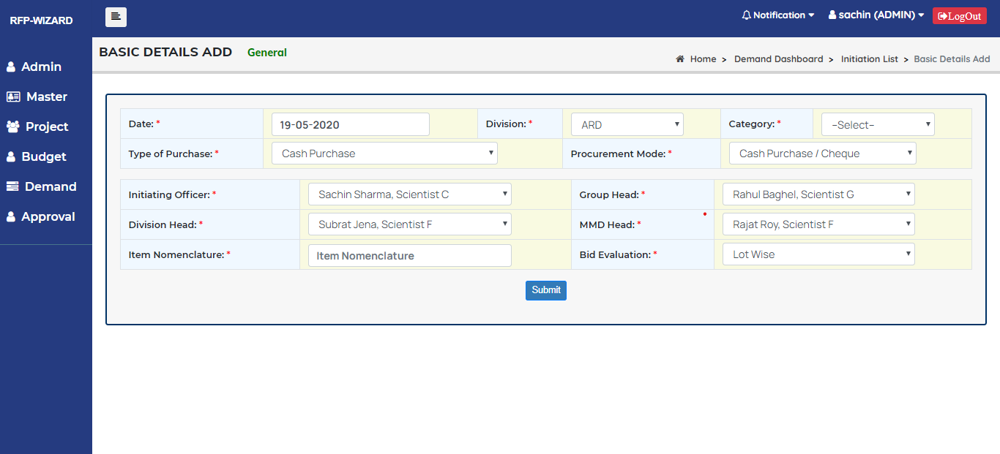 RFP-WIZARD
Notification sachin (ADMIN) LogOut
Admin
Master
Project
Budget
Demand
Approval
BASIC DETAILS ADD General
Home > Demand Dashboard > Initiation List > Basic Details Add
Date: * 19-05-2020 Division: * ARD Category: * -Select-
Type of Purchase: * Cash Purchase Procurement Mode: * Cash Purchase / Cheque
Initiating Officer: * Sachin Sharma, Scientist C Group Head: * Rahul Baghel, Scientist G
Division Head: * Subrat Jena, Scientist F MMD Head: * Rajat Roy, Scientist F
Item Nomenclature: * Item Nomenclature Bid Evaluation: * Lot Wise
Submit